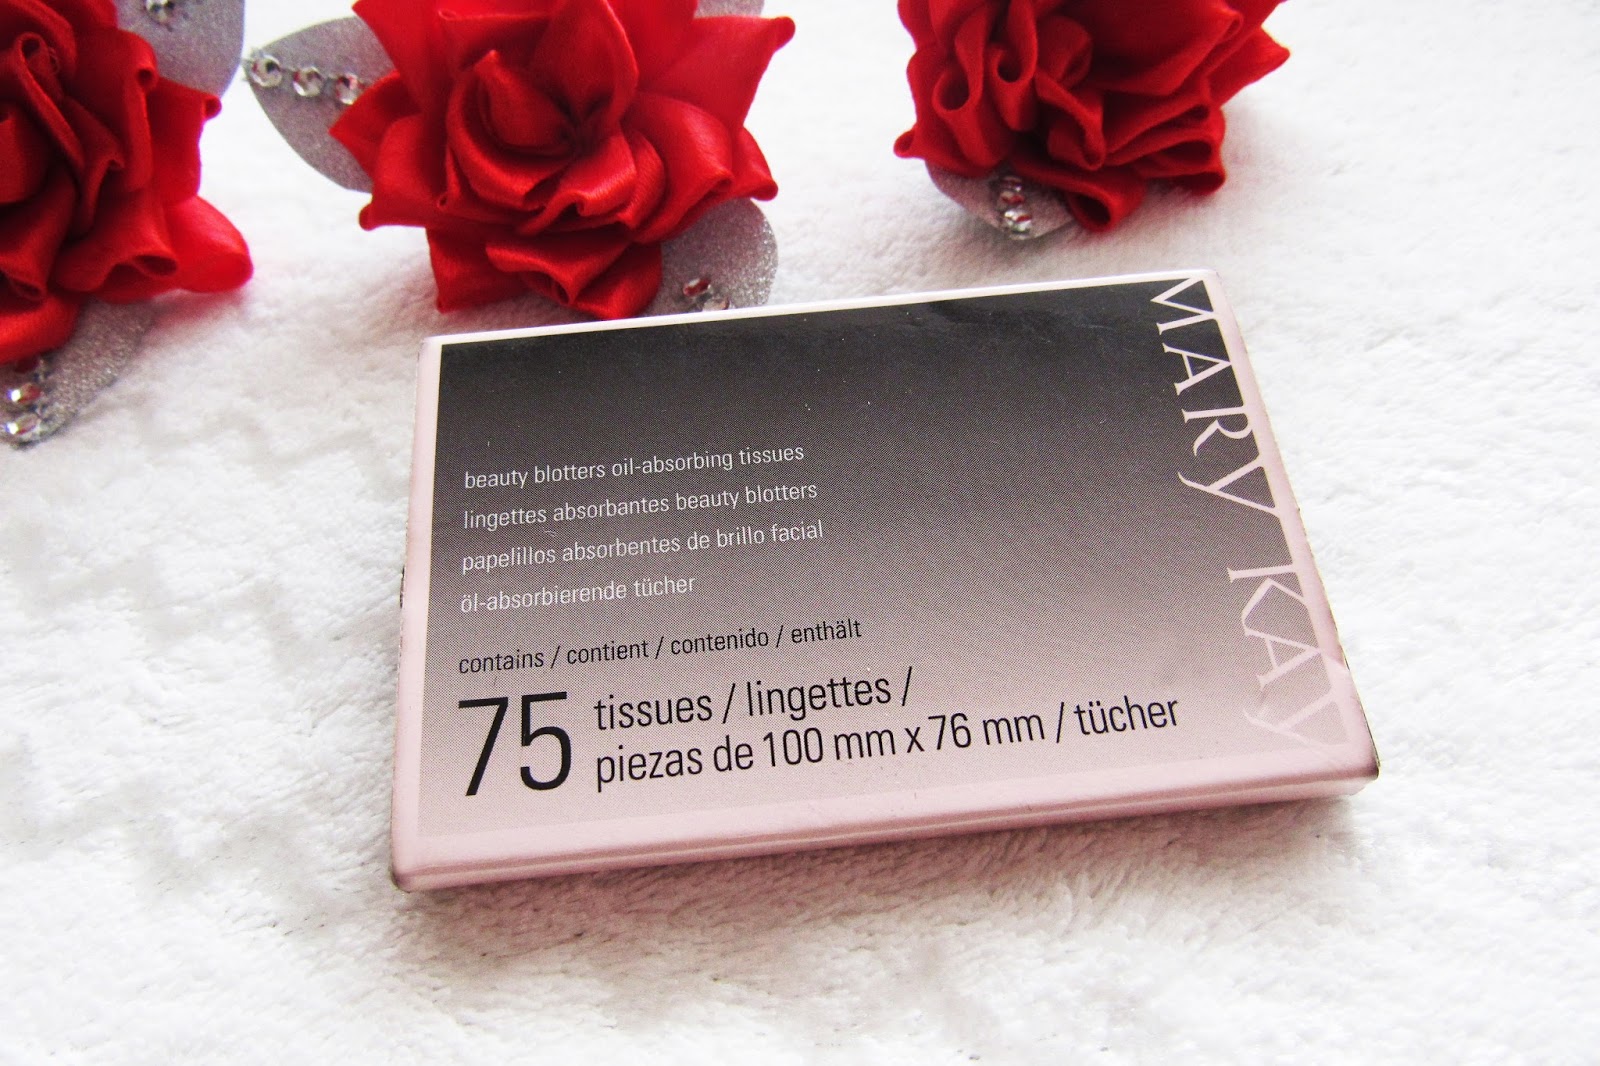 beauty blotters oil-absorbing tissues
lingettes absorbantes beauty blotters
papelillos absorbentes de brillo facial
öl-absorbierende tücher
contains / contient / contenido / enthält
75 tissues / lingettes /
piezas de 100 mm x 76 mm / tücher
MARY KAY